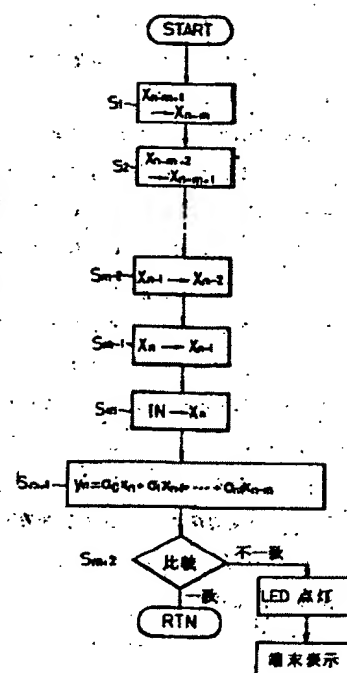 START
S1
Xn-m+1
→Xn-m
S2
Xn-m+2
→Xn-m+1
Sm-2
Xn-1→Xn-2
Sm-1
Xn→Xn-1
Sm
IN→Xn
Sm+1
yn=a0xn+a1xn-1+……+amxn-m
Sm+2
比較
不一致
一致
LED 点灯
RTN
端末表示